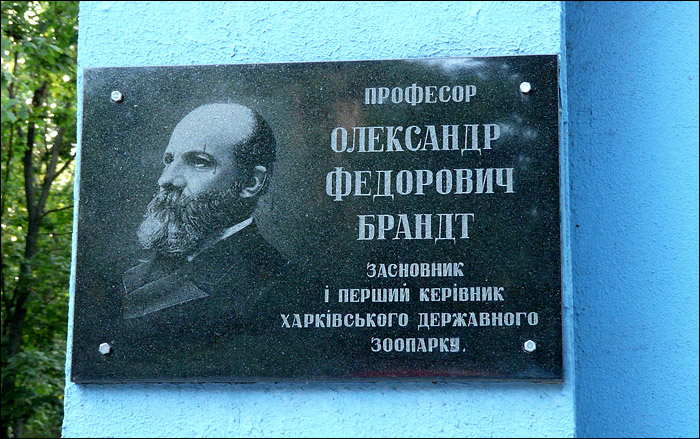 ПРОФЕСОР
ОЛЕКСАНДР
ФЕДОРОВИЧ
БРАНДТ
ЗАСНОВНИК
І ПЕРШИЙ КЕРІВНИК
ХАРКІВСЬКОГО ДЕРЖАВНОГО
ЗООПАРКУ.